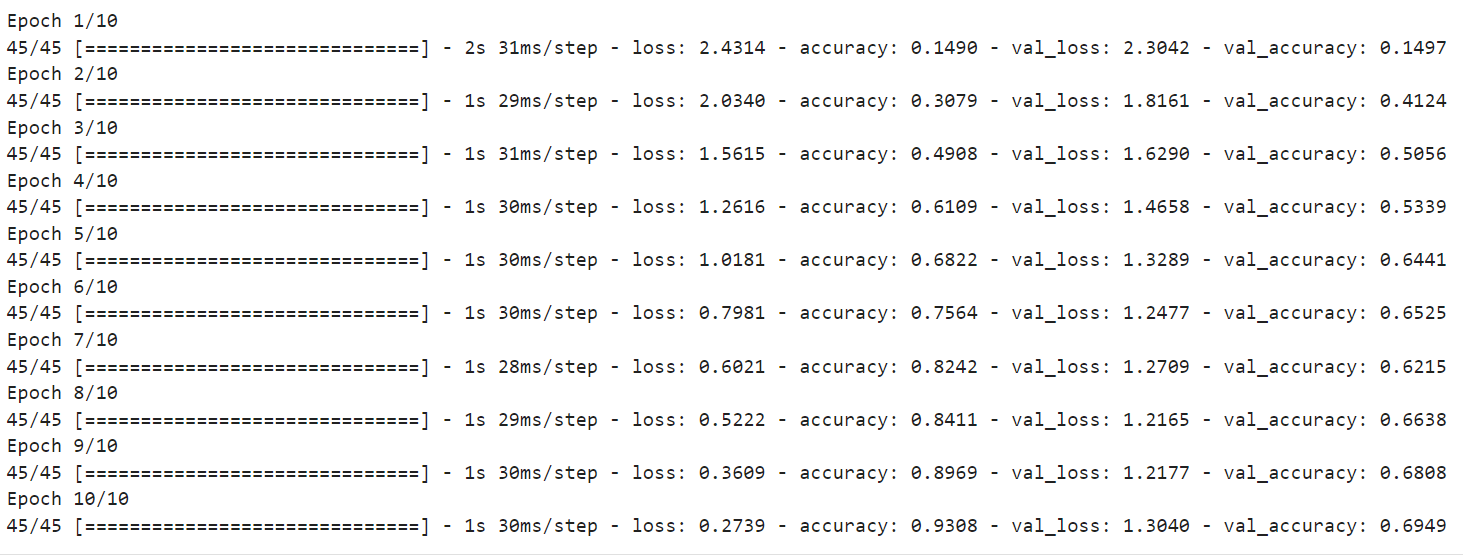 Epoch 1/10
45/45 [==============================] - 2s 31ms/step - loss: 2.4314 - accuracy: 0.1490 - val_loss: 2.3042 - val_accuracy: 0.1497
Epoch 2/10
45/45 [==============================] - 1s 29ms/step - loss: 2.0340 - accuracy: 0.3079 - val_loss: 1.8161 - val_accuracy: 0.4124
Epoch 3/10
45/45 [==============================] - 1s 31ms/step - loss: 1.5615 - accuracy: 0.4908 - val_loss: 1.6290 - val_accuracy: 0.5056
Epoch 4/10
45/45 [==============================] - 1s 30ms/step - loss: 1.2616 - accuracy: 0.6109 - val_loss: 1.4658 - val_accuracy: 0.5339
Epoch 5/10
45/45 [==============================] - 1s 30ms/step - loss: 1.0181 - accuracy: 0.6822 - val_loss: 1.3289 - val_accuracy: 0.6441
Epoch 6/10
45/45 [==============================] - 1s 30ms/step - loss: 0.7981 - accuracy: 0.7564 - val_loss: 1.2477 - val_accuracy: 0.6525
Epoch 7/10
45/45 [==============================] - 1s 28ms/step - loss: 0.6021 - accuracy: 0.8242 - val_loss: 1.2709 - val_accuracy: 0.6215
Epoch 8/10
45/45 [==============================] - 1s 29ms/step - loss: 0.5222 - accuracy: 0.8411 - val_loss: 1.2165 - val_accuracy: 0.6638
Epoch 9/10
45/45 [==============================] - 1s 30ms/step - loss: 0.3609 - accuracy: 0.8969 - val_loss: 1.2177 - val_accuracy: 0.6808
Epoch 10/10
45/45 [==============================] - 1s 30ms/step - loss: 0.2739 - accuracy: 0.9308 - val_loss: 1.3040 - val_accuracy: 0.6949